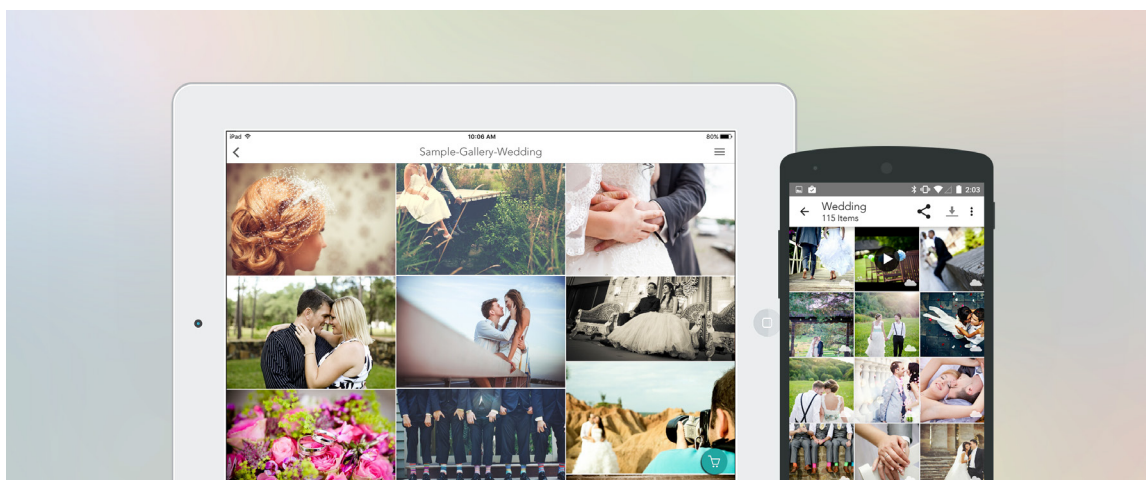 iPad
10:06 AM
80%
Sample-Gallery-Wedding
2:03
Wedding
115 Items